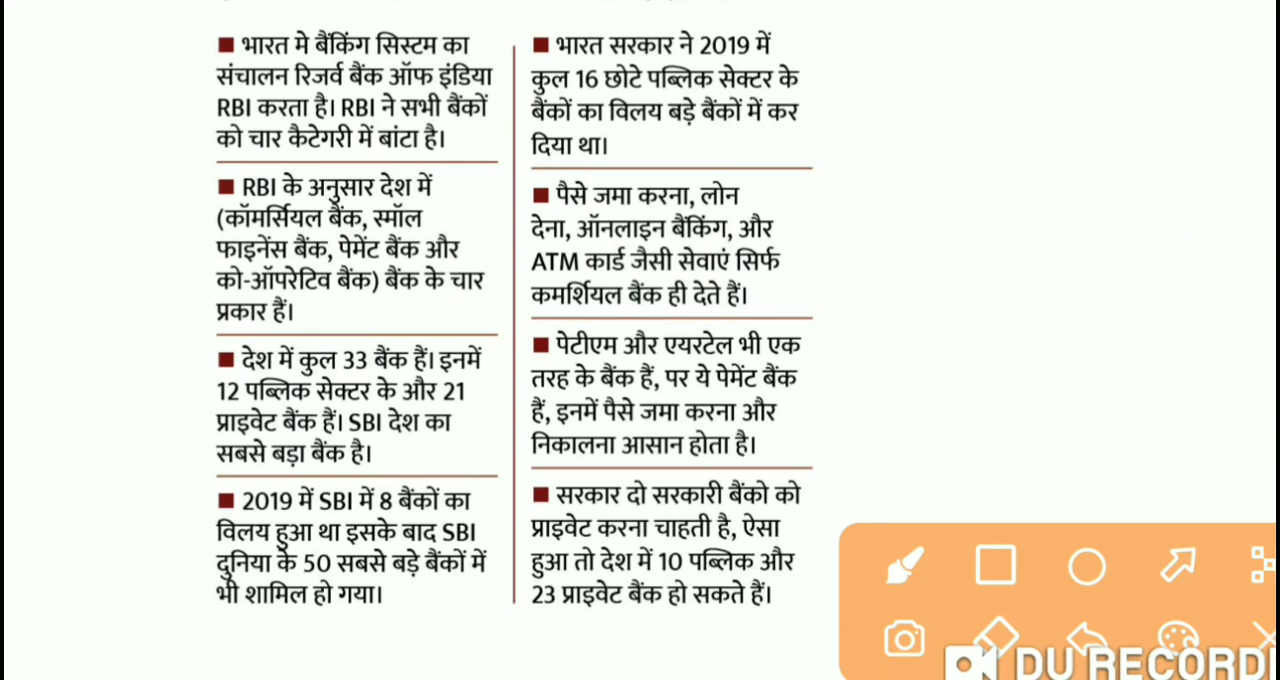 ■ भारत मे बैंकिंग सिस्टम का
संचालन रिजर्व बैंक ऑफ इंडिया
RBI करता है। RBI ने सभी बैंकों
को चार कैटेगरी में बांटा है।
■ RBI के अनुसार देश में
(कॉमर्सियल बैंक, स्मॉल
फाइनेंस बैंक, पेमेंट बैंक और
को-ऑपरेटिव बैंक) बैंक के चार
प्रकार हैं।
■ देश में कुल 33 बैंक हैं। इनमें
12 पब्लिक सेक्टर के और 21
प्राइवेट बैंक हैं। SBI देश का
सबसे बड़ा बैंक है।
■ 2019 में SBI में 8 बैंकों का
विलय हुआ था इसके बाद SBI
दुनिया के 50 सबसे बड़े बैंकों में
भी शामिल हो गया।
■ भारत सरकार ने 2019 में
कुल 16 छोटे पब्लिक सेक्टर के
बैंकों का विलय बड़े बैंकों में कर
दिया था।
■ पैसे जमा करना, लोन
देना, ऑनलाइन बैंकिंग, और
ATM कार्ड जैसी सेवाएं सिर्फ
कमर्शियल बैंक ही देते हैं।
■ पेटीएम और एयरटेल भी एक
तरह के बैंक हैं, पर ये पेमेंट बैंक
हैं, इनमें पैसे जमा करना और
निकालना आसान होता है।
■ सरकार दो सरकारी बैंको को
प्राइवेट करना चाहती है, ऐसा
हुआ तो देश में 10 पब्लिक और
23 प्राइवेट बैंक हो सकते हैं।
DU RECORD